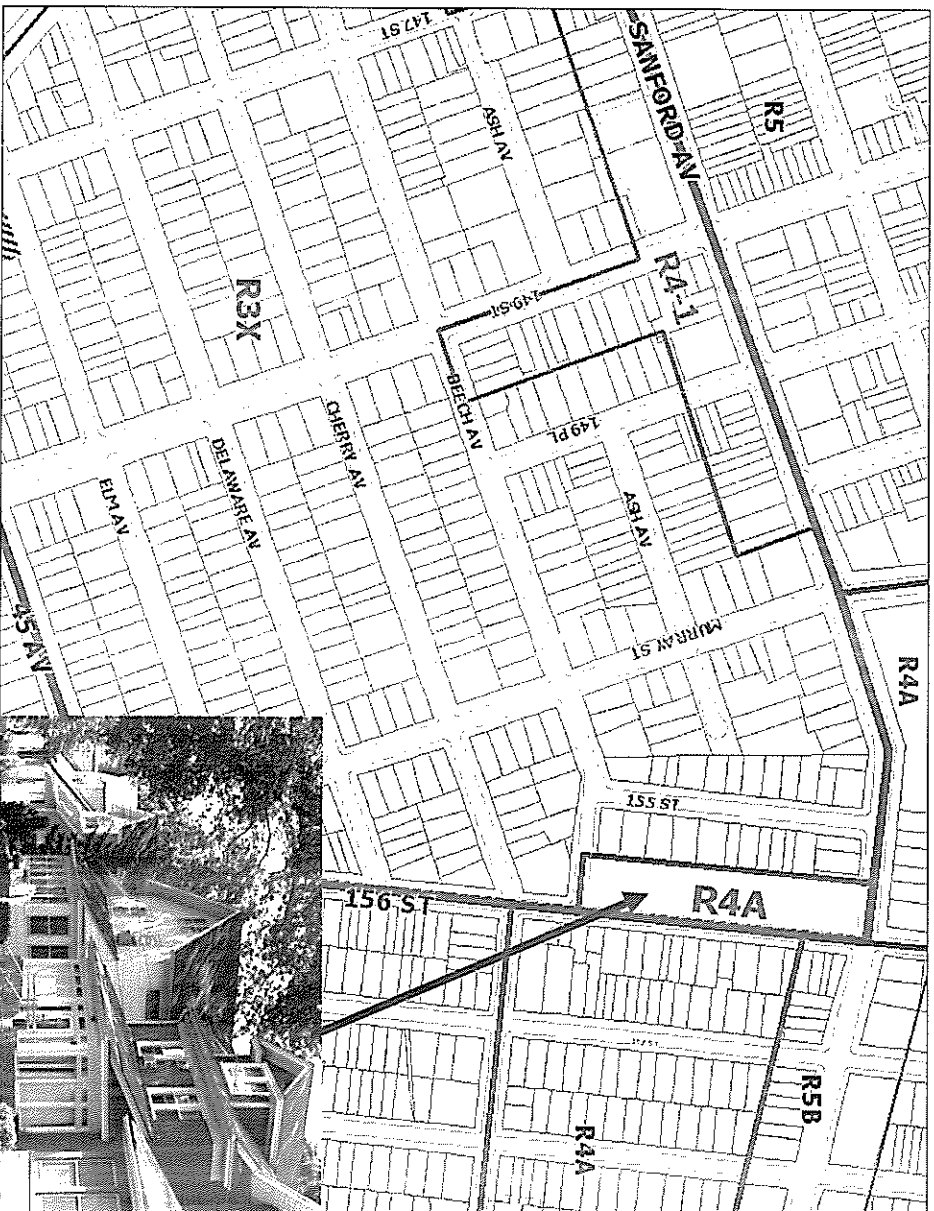 147 ST
SANFORD AV
R5
ASH AV
R4-1
R3X
149 ST
BEECH AV
149 PL
CHERRY AV
DELAWARE AV
ELM AV
ASH AV
45 AV
MURRAY ST
R4A
155 ST
156 ST
R4A
R5B
R4A